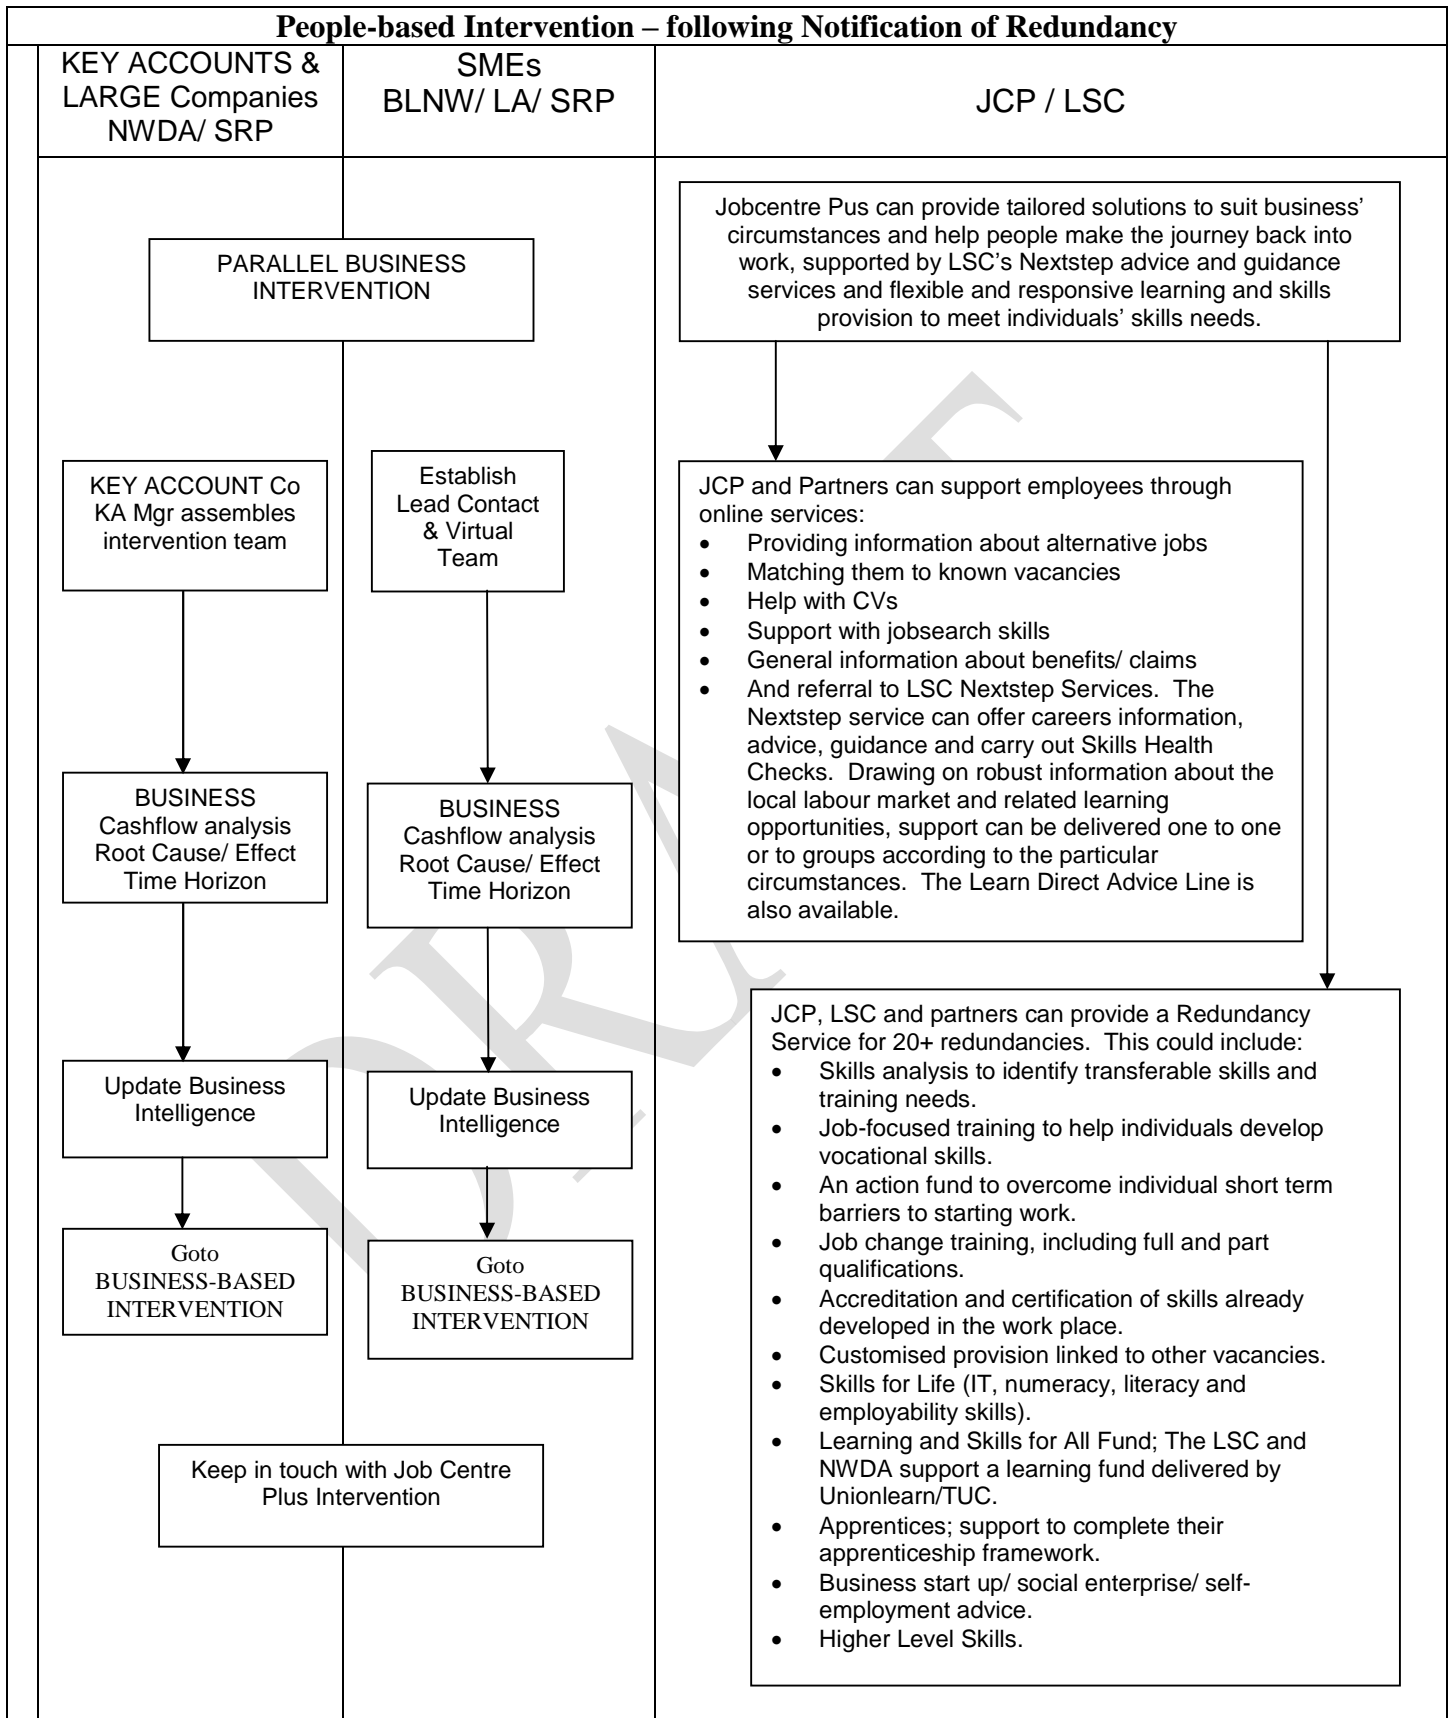 People-based Intervention – following Notification of Redundancy
KEY ACCOUNTS &
LARGE Companies
NWDA/ SRP
SMEs
BLNW/ LA/ SRP
JCP / LSC
PARALLEL BUSINESS
INTERVENTION
Jobcentre Pus can provide tailored solutions to suit business’
circumstances and help people make the journey back into
work, supported by LSC’s Nextstep advice and guidance
services and flexible and responsive learning and skills
provision to meet individuals’ skills needs.
KEY ACCOUNT Co
KA Mgr assembles
intervention team
Establish
Lead Contact
& Virtual
Team
JCP and Partners can support employees through
online services:
• Providing information about alternative jobs
• Matching them to known vacancies
• Help with CVs
• Support with jobsearch skills
• General information about benefits/ claims
• And referral to LSC Nextstep Services. The
Nextstep service can offer careers information,
advice, guidance and carry out Skills Health
Checks. Drawing on robust information about the
local labour market and related learning
opportunities, support can be delivered one to one
or to groups according to the particular
circumstances. The Learn Direct Advice Line is
also available.
BUSINESS
Cashflow analysis
Root Cause/ Effect
Time Horizon
BUSINESS
Cashflow analysis
Root Cause/ Effect
Time Horizon
Update Business
Intelligence
Update Business
Intelligence
Goto
BUSINESS-BASED
INTERVENTION
Goto
BUSINESS-BASED
INTERVENTION
Keep in touch with Job Centre
Plus Intervention
JCP, LSC and partners can provide a Redundancy
Service for 20+ redundancies. This could include:
• Skills analysis to identify transferable skills and
training needs.
• Job-focused training to help individuals develop
vocational skills.
• An action fund to overcome individual short term
barriers to starting work.
• Job change training, including full and part
qualifications.
• Accreditation and certification of skills already
developed in the work place.
• Customised provision linked to other vacancies.
• Skills for Life (IT, numeracy, literacy and
employability skills).
• Learning and Skills for All Fund; The LSC and
NWDA support a learning fund delivered by
Unionlearn/TUC.
• Apprentices; support to complete their
apprenticeship framework.
• Business start up/ social enterprise/ self-
employment advice.
• Higher Level Skills.
DRAFT